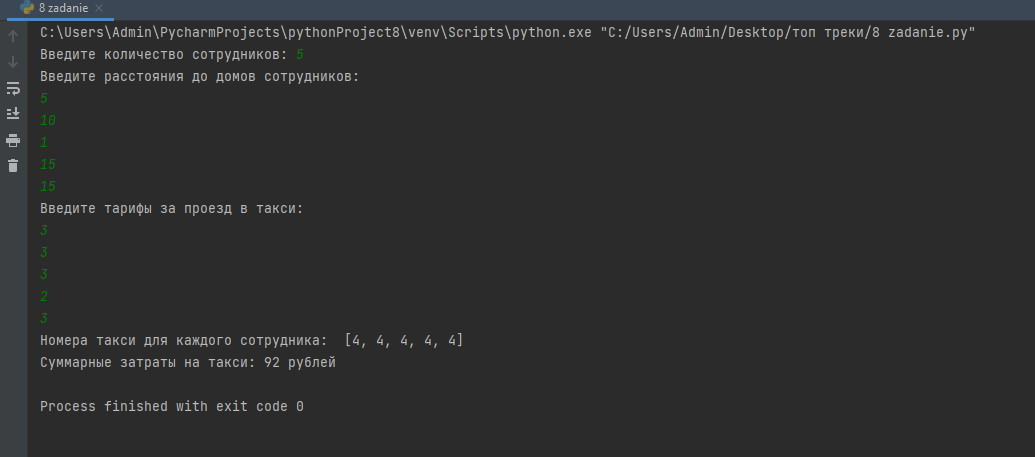 8 zadanie
C:\Users\Admin\PycharmProjects\pythonProject8\venv\Scripts\python.exe "C:/Users/Admin/Desktop/топ треки/8 zadanie.py"
Введите количество сотрудников: 5
Введите расстояния до домов сотрудников:
5
10
1
15
15
Введите тарифы за проезд в такси:
3
3
3
2
3
Номера такси для каждого сотрудника:  [4, 4, 4, 4, 4]
Суммарные затраты на такси: 92 рублей
Process finished with exit code 0